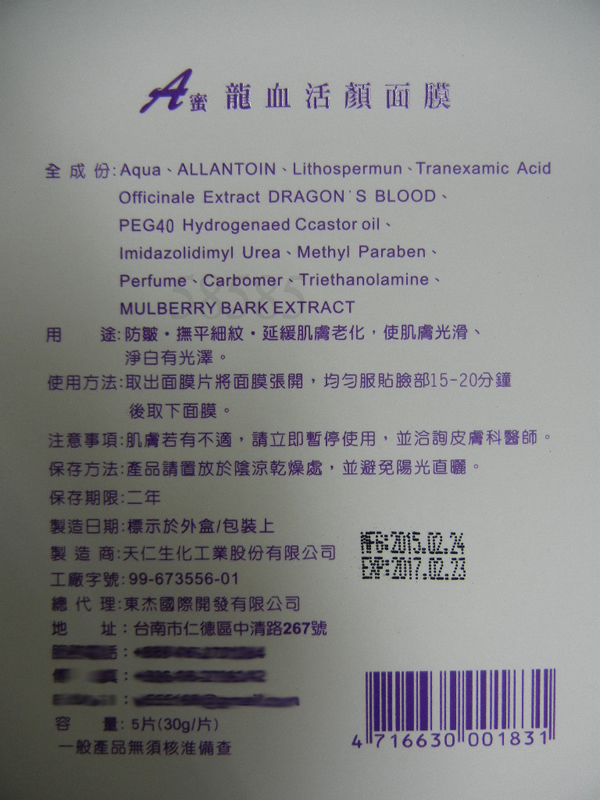 A蜜 龍血活顏面膜
全成份:Aqua、ALLANTOIN、Lithospermun、Tranexamic Acid
Officinale Extract DRAGON'S BLOOD、
PEG40 Hydrogenaed Ccastor oil、
Imidazolidimyl Urea、Methyl Paraben、
Perfume、Carbomer、Triethanolamine、
MULBERRY BARK EXTRACT
用 途:防皺・撫平細紋・延緩肌膚老化，使肌膚光滑、
淨白有光澤。
使用方法:取出面膜片將面膜張開，均勻服貼臉部15-20分鐘
後取下面膜。
注意事項:肌膚若有不適，請立即暫停使用，並洽詢皮膚科醫師。
保存方法:產品請置放於陰涼乾燥處，並避免陽光直曬。
保存期限:二年
製造日期:標示於外盒/包裝上
MFG:2015.02.24
EXP:2017.02.23
製造商:天仁生化工業股份有限公司
工廠字號:99-673556-01
總代理:東杰國際開發有限公司
地 址：台南市仁德區中清路267號
容 量:5片(30g/片)
一般產品無須核准備查
4 716630 001831